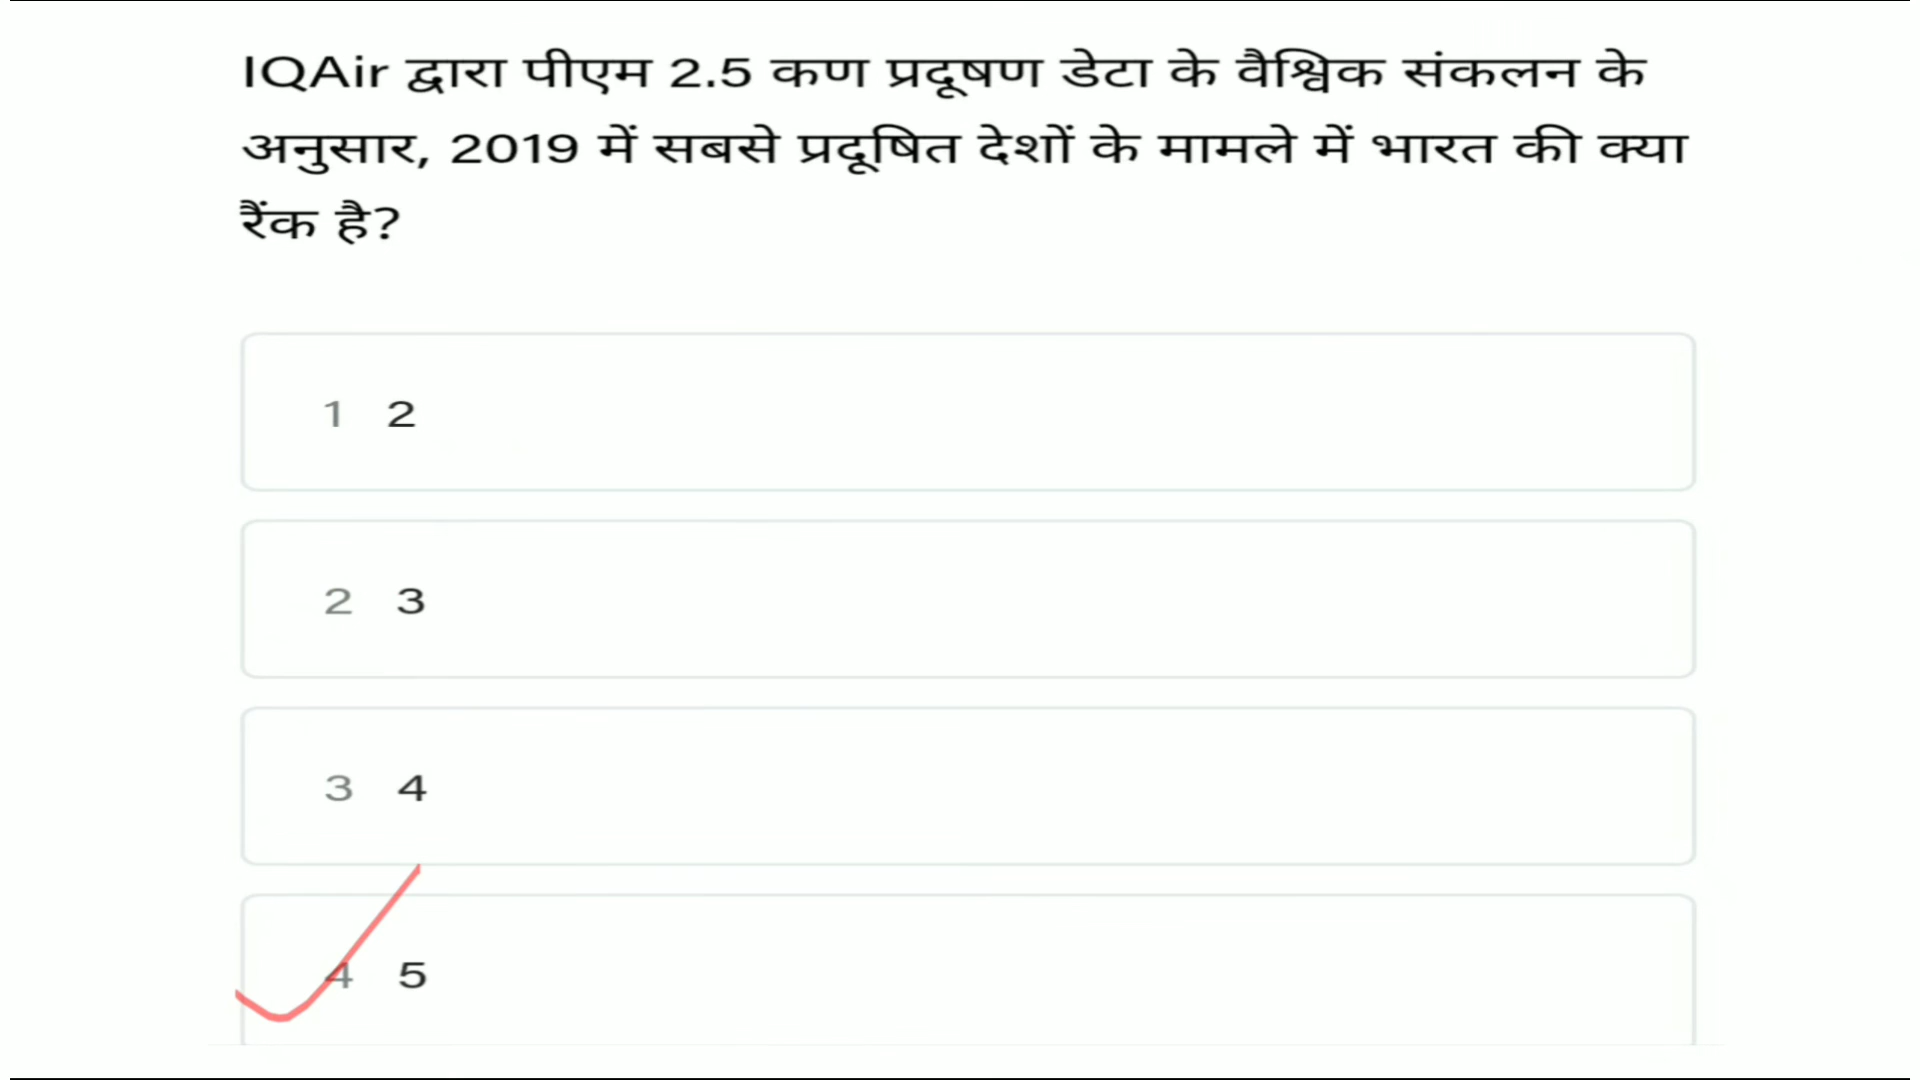 IQAir द्वारा पीएम 2.5 कण प्रदूषण डेटा के वैश्विक संकलन के
अनुसार, 2019 में सबसे प्रदूषित देशों के मामले में भारत की क्या
रैंक है?
1 2
2 3
3 4
4 5